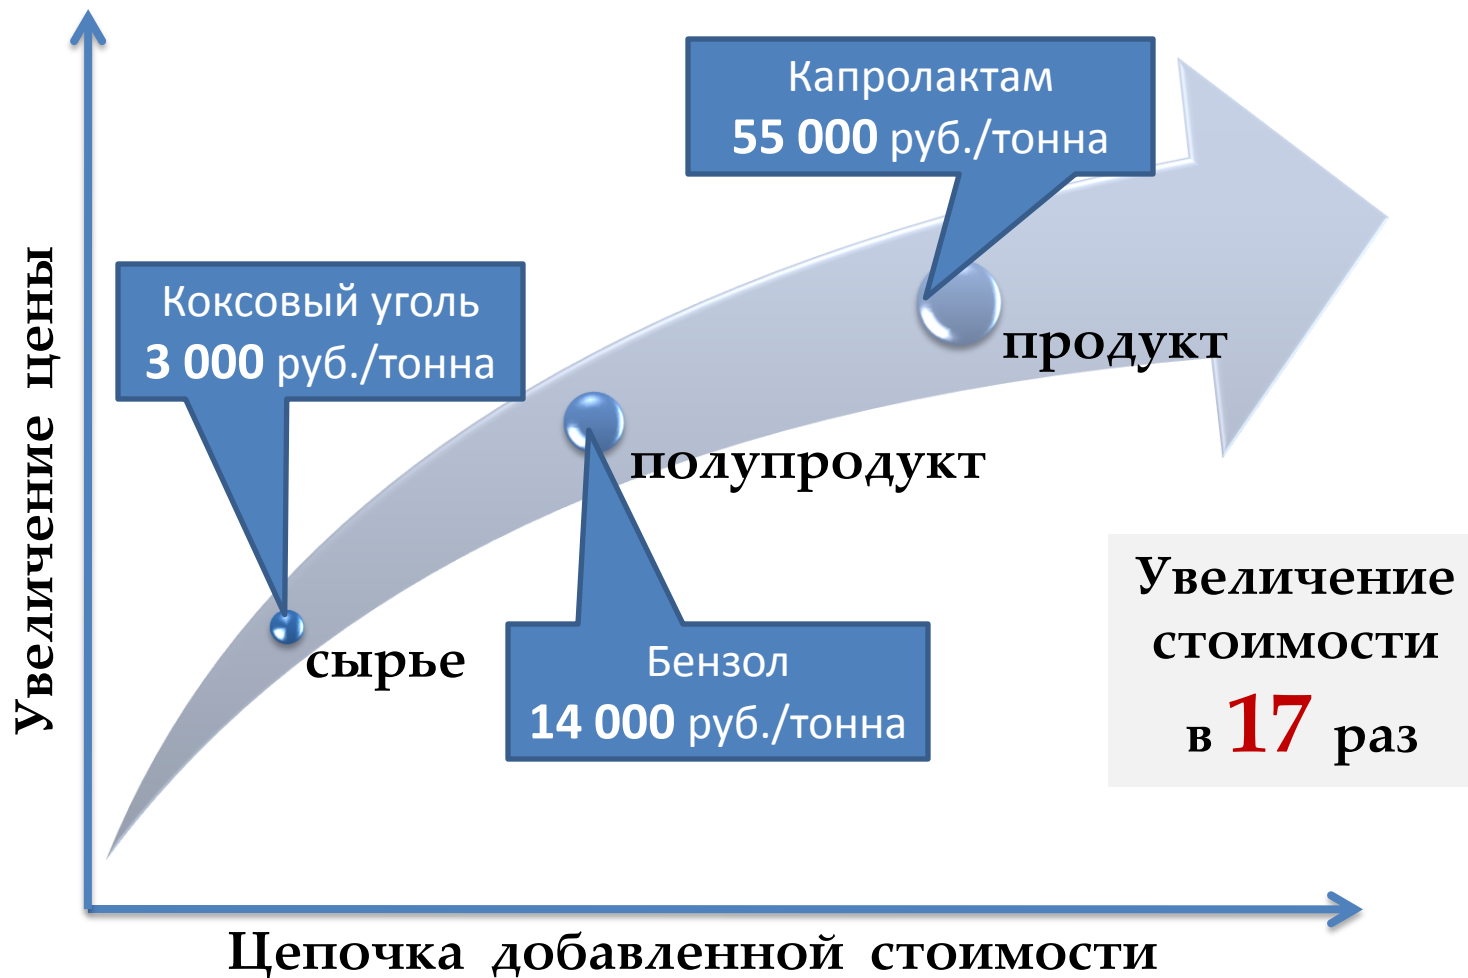 Капролактам
55 000 руб./тонна
Коксовый уголь
3 000 руб./тонна
продукт
полупродукт
сырье
Бензол
14 000 руб./тонна
Увеличение
стоимости
в 17 раз
Увеличение цены
Цепочка добавленной стоимости